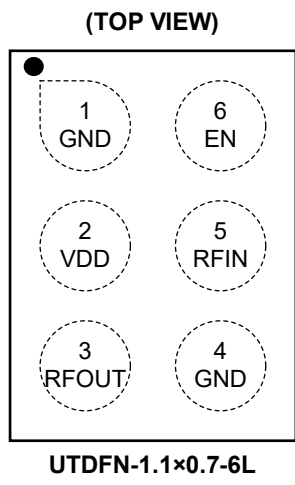 (TOP VIEW)
1
GND
6
EN
2
VDD
5
RFIN
3
RFOUT
4
GND
UTDFN-1.1×0.7-6L